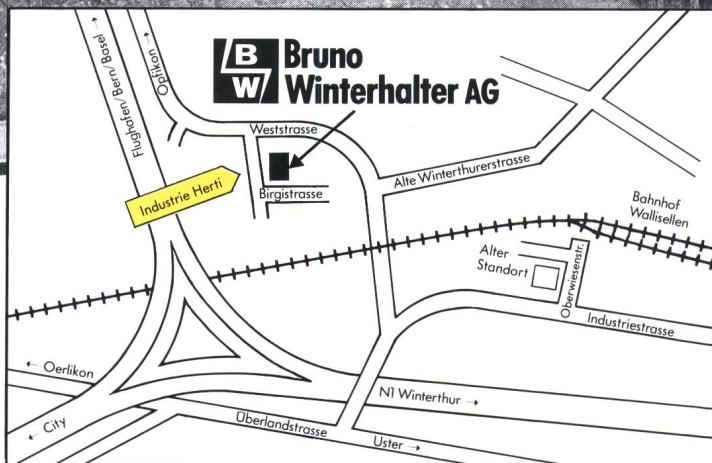 Flughafen/Bern/Basel →
Opfikon →
BW
Bruno
Winterhalter AG
Weststrasse
Industrie Herti
Birgistrasse
Alte Winterthurerstrasse
Bahnhof
Wallisellen
Alter
Standort
Oberwiesenstr.
Industriestrasse
← Oerlikon
N1 Winterthur →
← City
Überlandstrasse
Uster →